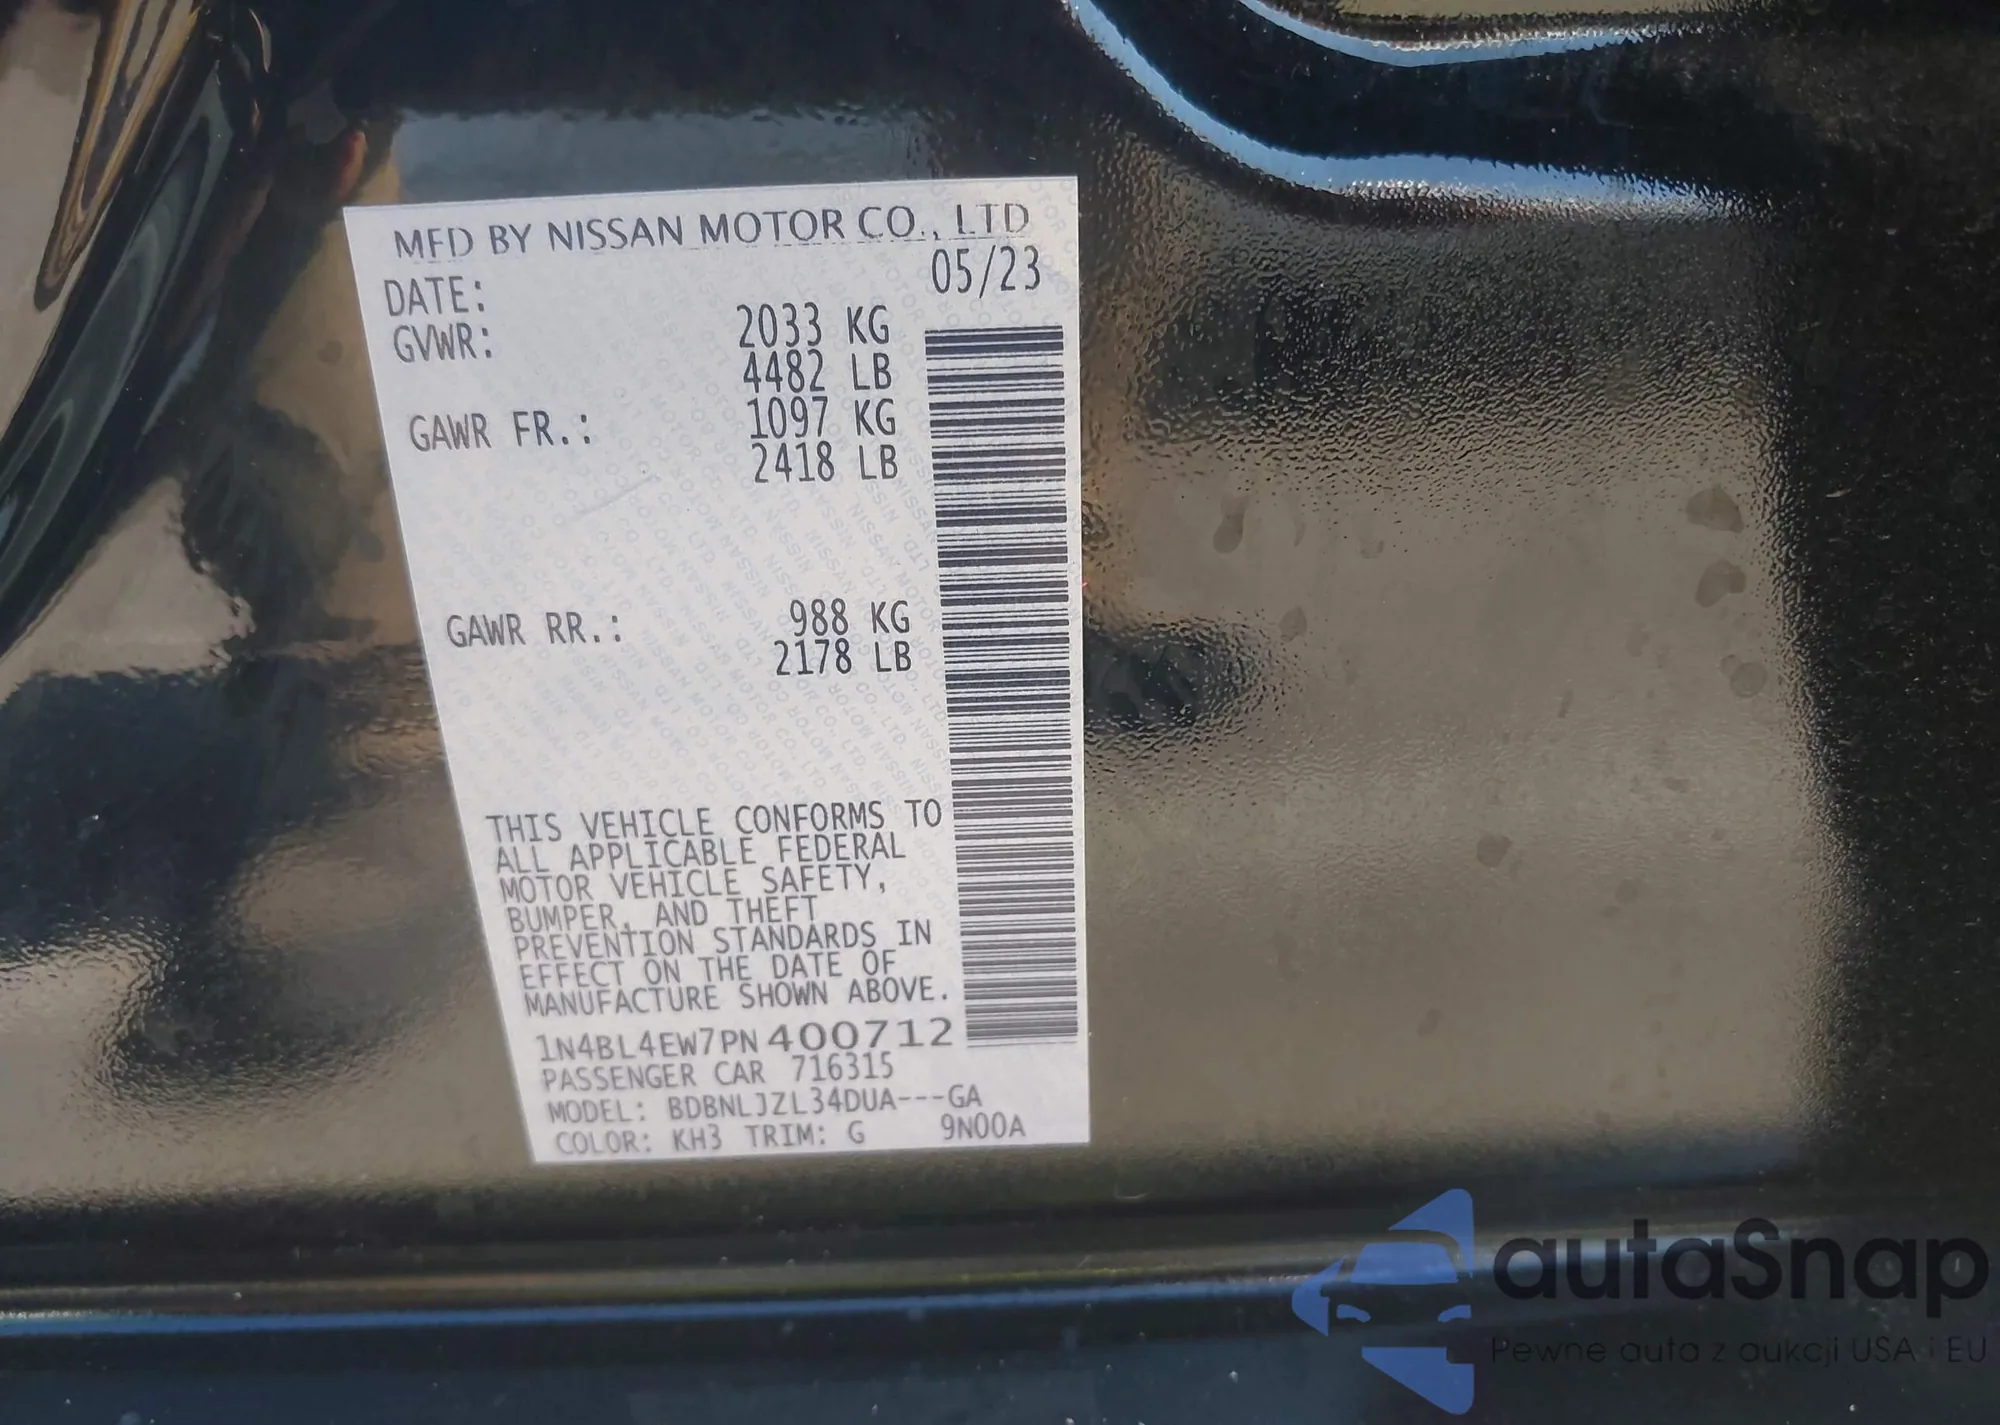 MFD BY NISSAN MOTOR CO., LTD
DATE: 05/23
GVWR: 2033 KG
4482 LB
GAWR FR.: 1097 KG
2418 LB
GAWR RR.: 988 KG
2178 LB
THIS VEHICLE CONFORMS TO
ALL APPLICABLE FEDERAL
MOTOR VEHICLE SAFETY,
BUMPER, AND THEFT
PREVENTION STANDARDS IN
EFFECT ON THE DATE OF
MANUFACTURE SHOWN ABOVE.
1N4BL4EW7PN400712
PASSENGER CAR 716315
MODEL: BDBNLJZL34DUA---GA
COLOR: KH3 TRIM: G 9N00A
autaSnap
Pewne auta z aukcji USA i EU